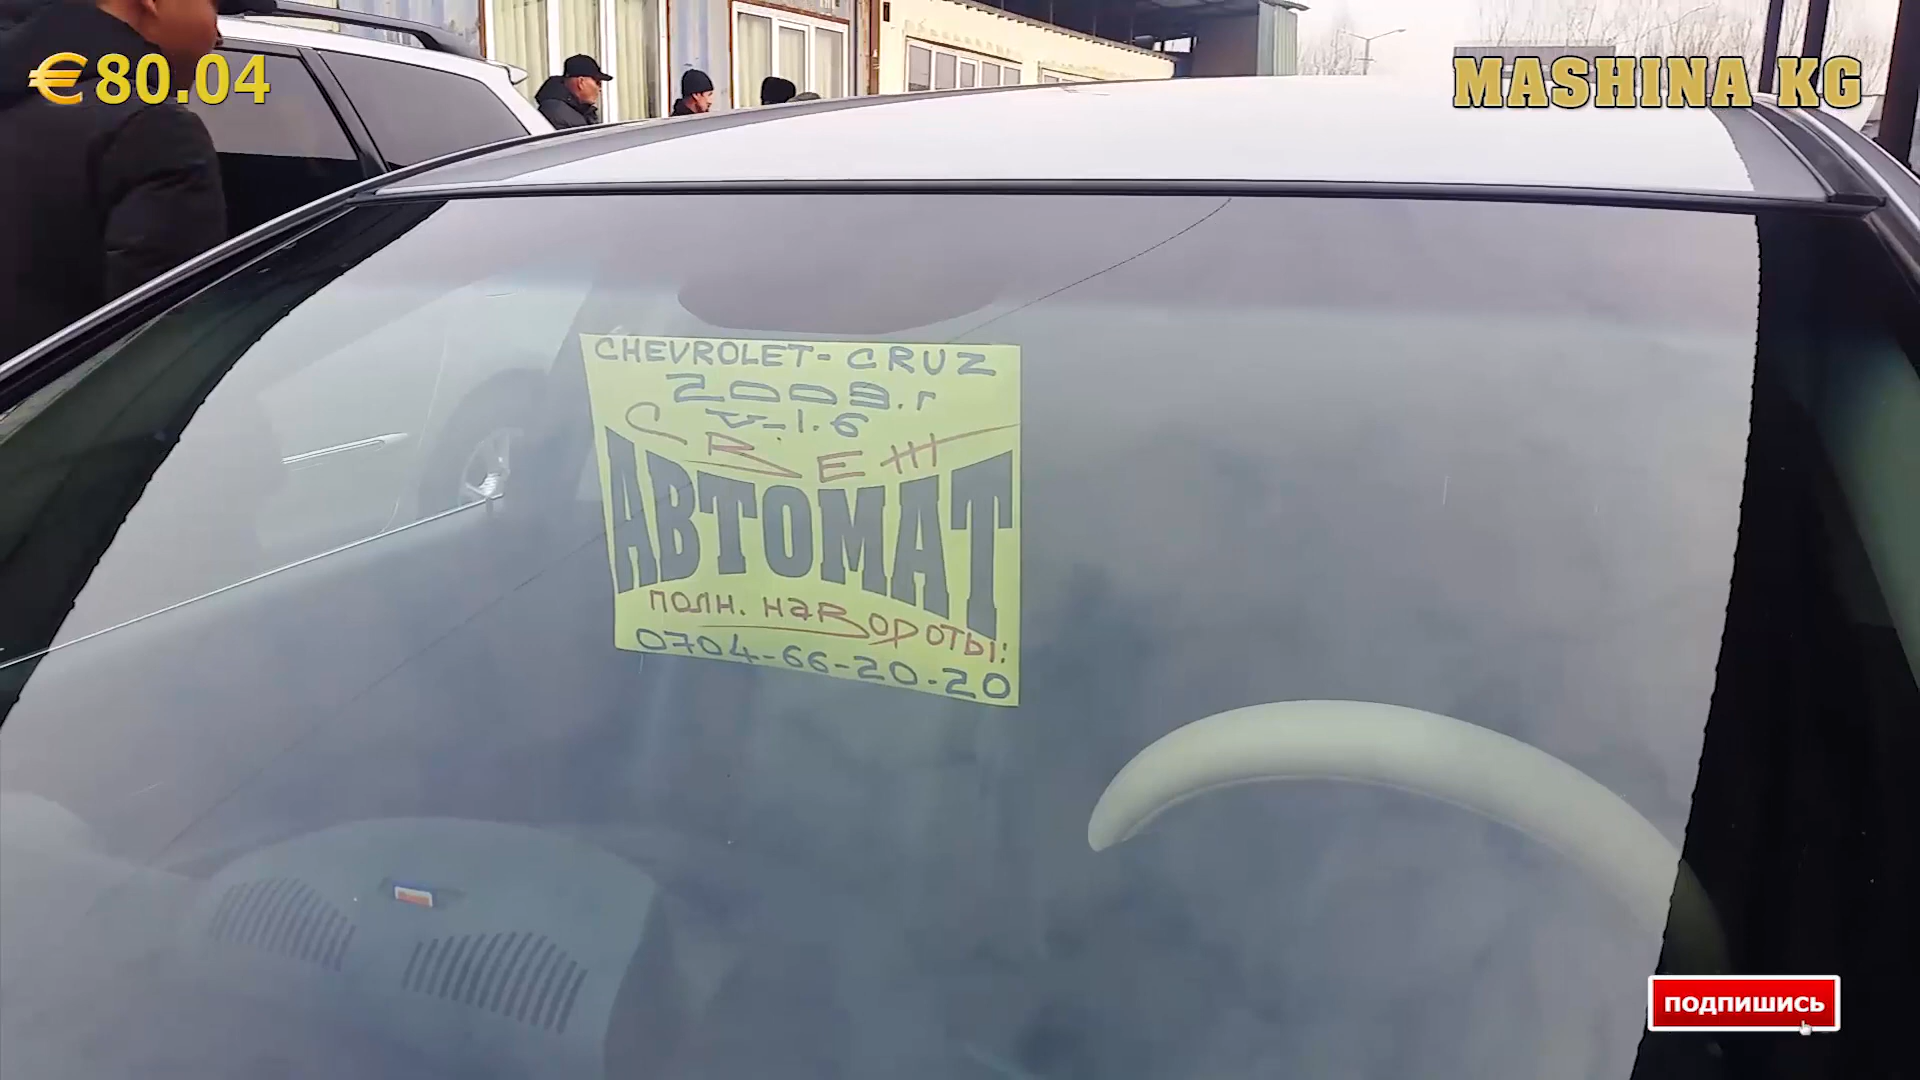 €80.04
MASHINA KG
CHEVROLET- CRUZ
2009.г
V-1.6
СВЕЖ
АВТОМАТ
полн. навороты:
0704-66-20-20
подпишись